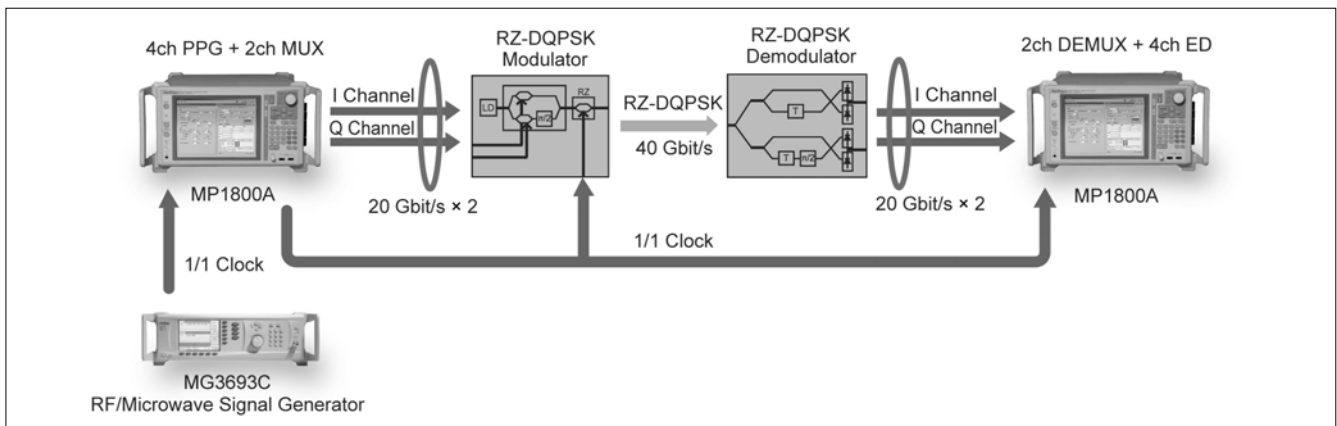 4ch PPG + 2ch MUX
RZ-DQPSK
Modulator
RZ-DQPSK
Demodulator
2ch DEMUX + 4ch ED
I Channel
Q Channel
LD
π/2
RZ
RZ-DQPSK
40 Gbit/s
T
T
π/2
I Channel
Q Channel
MP1800A
20 Gbit/s × 2
20 Gbit/s × 2
MP1800A
1/1 Clock
1/1 Clock
MG3693C
RF/Microwave Signal Generator